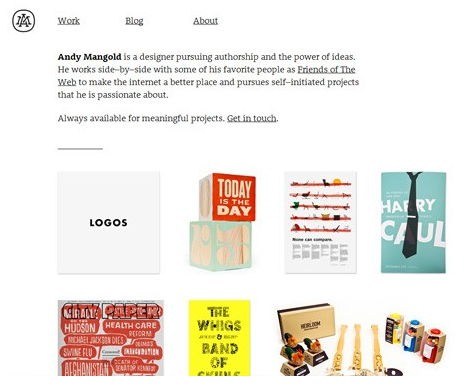 Work Blog About
Andy Mangold is a designer pursuing authorship and the power of ideas.
He works side–by–side with some of his favorite people as Friends of The
Web to make the internet a better place and pursues self–initiated projects
that he is passionate about.
Always available for meaningful projects. Get in touch.
LOGOS
TODAY
IS THE
DAY
None can compare.
HARRY
CAUL
CITY PAPER
HUDSON
HEALTH CARE
REFORM
MICHAEL JACKSON DIES
SWINE FLU
INAUGURATION
AFGHANISTAN
DEATH OF
SENATOR KENNEDY
THE
WHIGS
&
BAND OF
SKULLS
HEIRLOOM